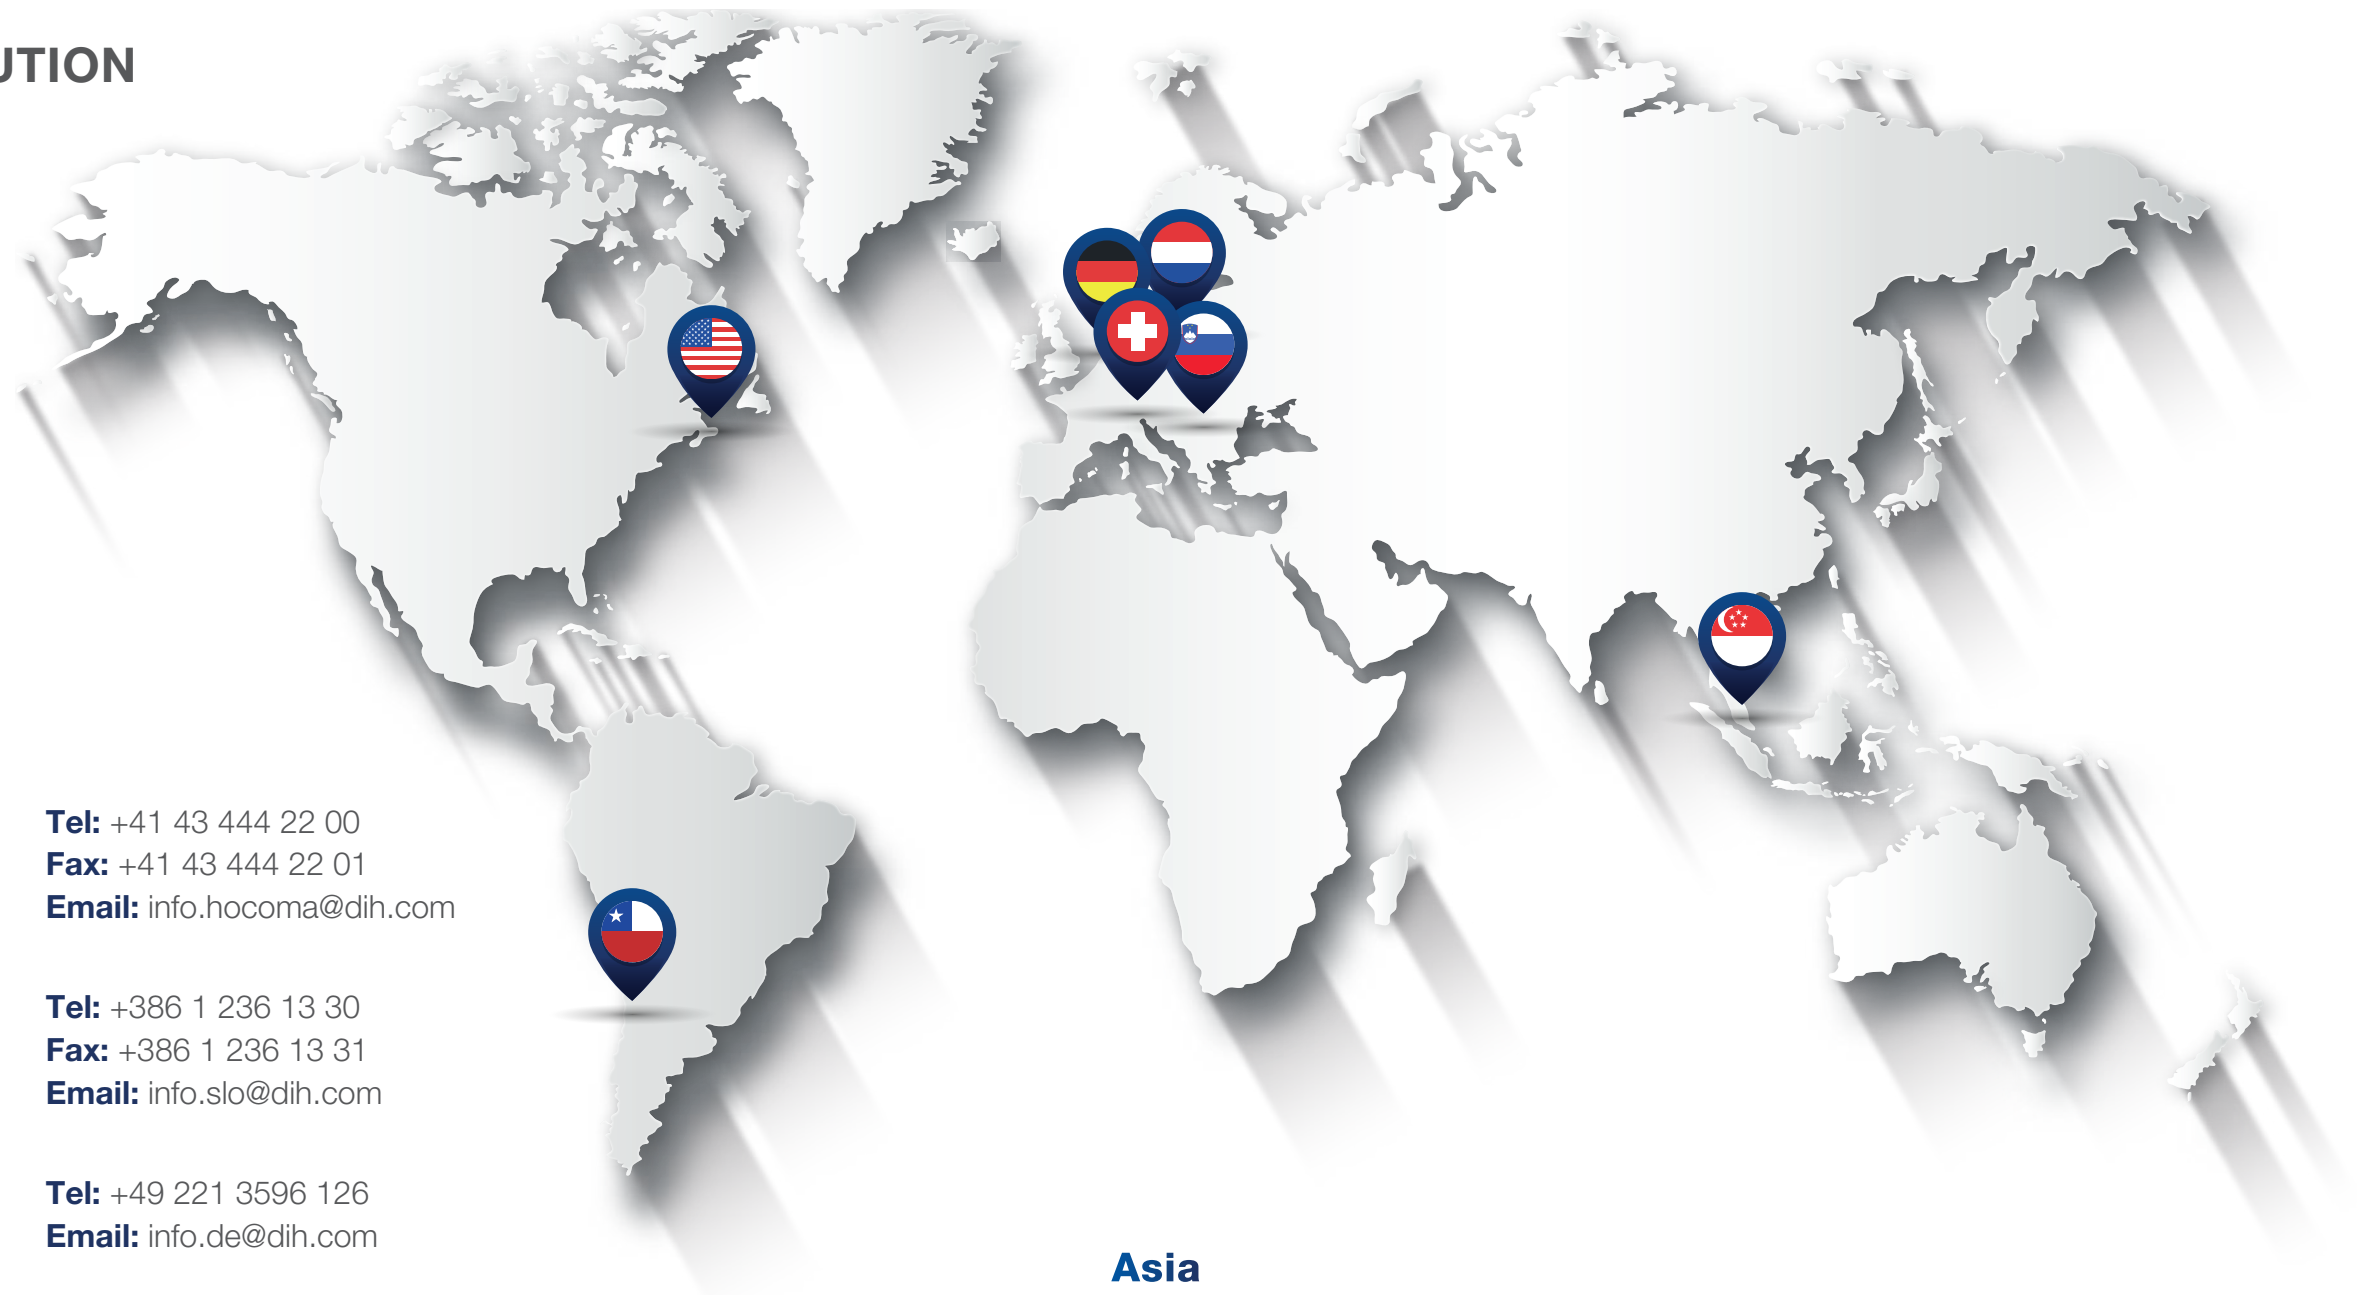 UTION
Tel: +41 43 444 22 00
Fax: +41 43 444 22 01
Email: info.hocoma@dih.com
Tel: +386 1 236 13 30
Fax: +386 1 236 13 31
Email: info.slo@dih.com
Tel: +49 221 3596 126
Email: info.de@dih.com
Asia